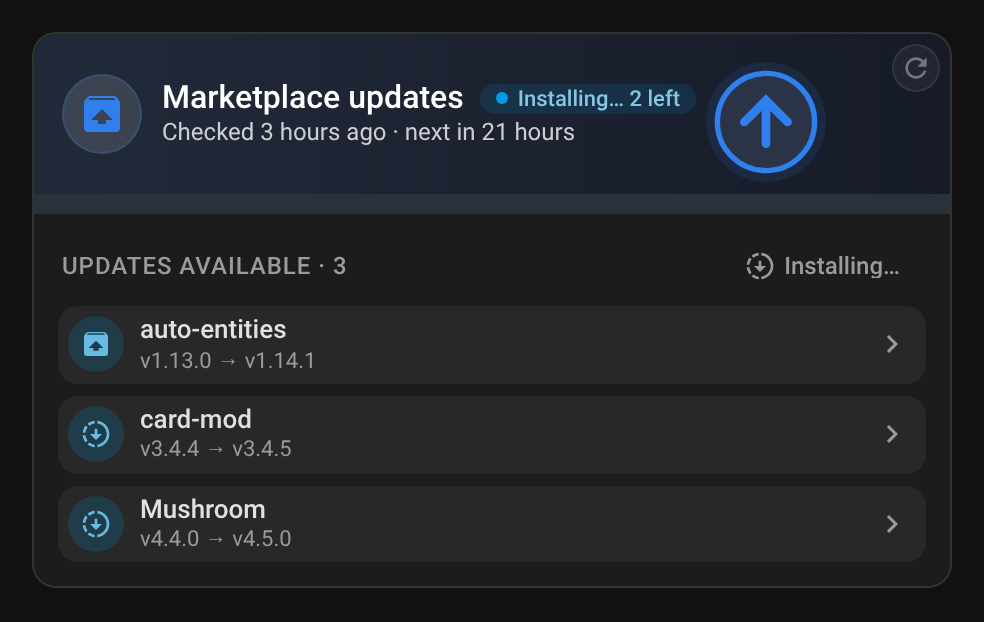 Marketplace updates
Installing… 2 left
Checked 3 hours ago · next in 21 hours
UPDATES AVAILABLE · 3
Installing…
auto-entities
v1.13.0 → v1.14.1
card-mod
v3.4.4 → v3.4.5
Mushroom
v4.4.0 → v4.5.0